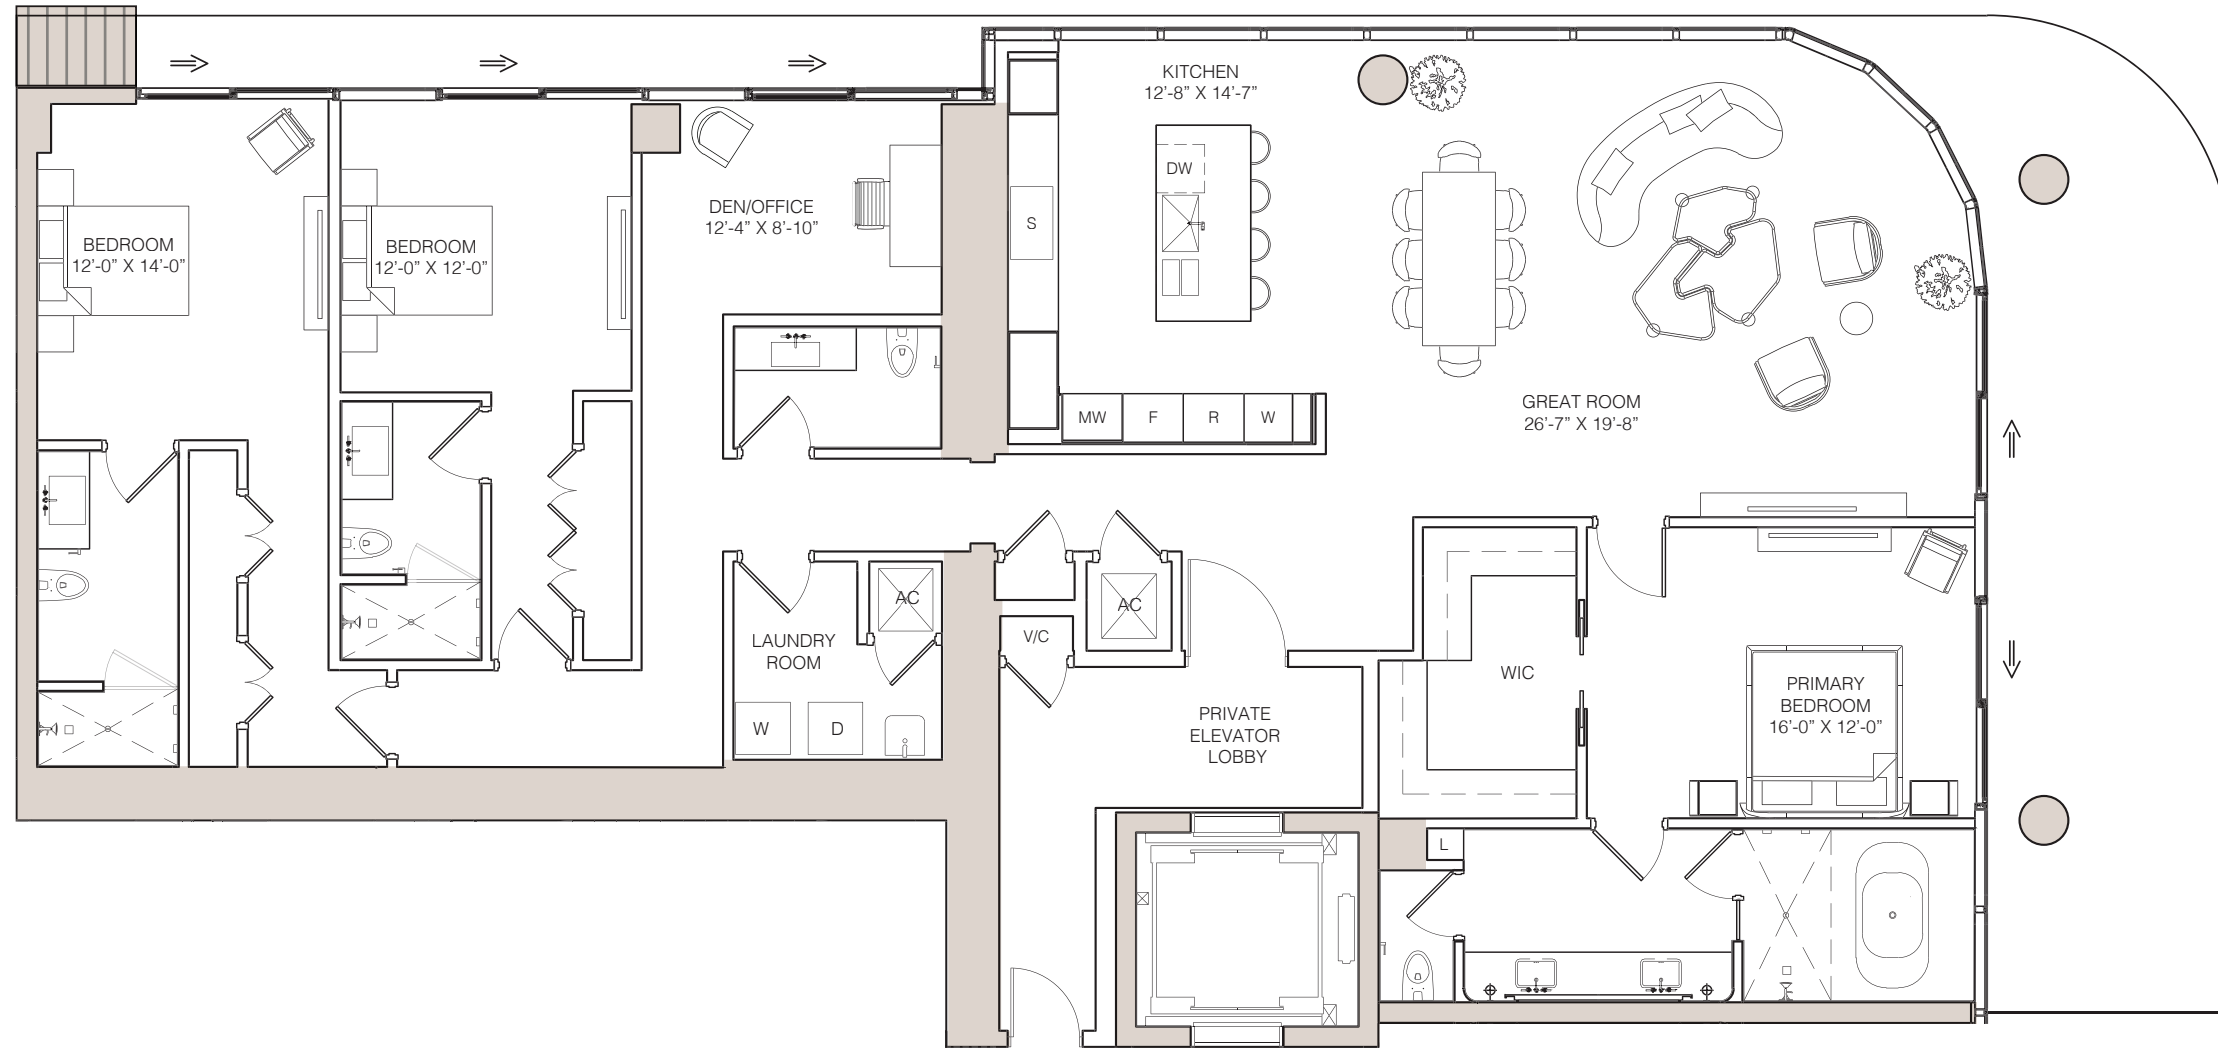 KITCHEN
12'-8" X 14'-7"
DW
S
DEN/OFFICE
12'-4" X 8'-10"
BEDROOM
12'-0" X 14'-0"
BEDROOM
12'-0" X 12'-0"
GREAT ROOM
26'-7" X 19'-8"
MW
F
R
W
AC
AC
V/C
LAUNDRY
ROOM
W
D
WIC
PRIMARY
BEDROOM
16'-0" X 12'-0"
PRIVATE
ELEVATOR
LOBBY
L